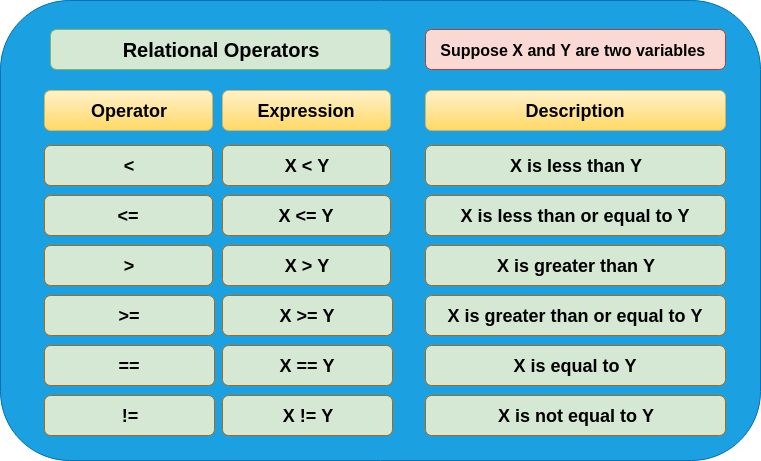 Relational Operators
Suppose X and Y are two variables
Operator
Expression
Description
<
X < Y
X is less than Y
<=
X <= Y
X is less than or equal to Y
>
X > Y
X is greater than Y
>=
X >= Y
X is greater than or equal to Y
==
X == Y
X is equal to Y
!=
X != Y
X is not equal to Y